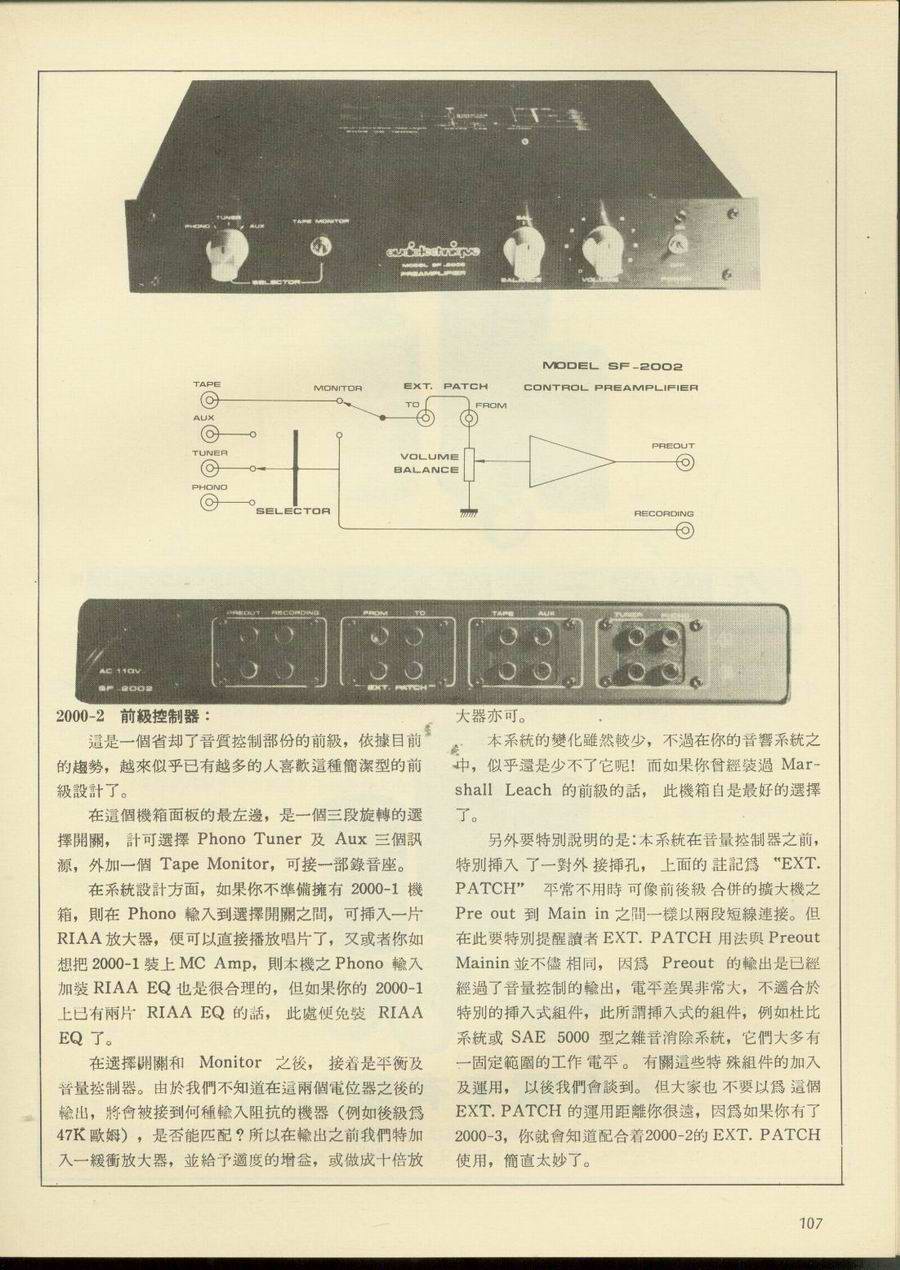 TUNER
PHONO
AUX
TAPE MONITOR
SELECTOR
audiotechnique
MODEL SF-2002
PREAMPLIFIER
BAL
BALANCE
VOLUME
MODEL SF-2002
CONTROL PREAMPLIFIER
TAPE
MONITOR
EXT. PATCH
TO
FROM
AUX
TUNER
VOLUME
BALANCE
PREOUT
PHONO
SELECTOR
RECORDING
PREOUT RECORDING
FROM TO
TAPE AUX
TUNER
AC 110V
SF-2002
EXT. PATCH
2000-2 前級控制器：
這是一個省却了音質控制部份的前級，依據目前
的趨勢，越來似乎已有越多的人喜歡這種簡潔型的前
級設計了。
在這個機箱面板的最左邊，是一個三段旋轉的選
擇開關， 計可選擇 Phono Tuner 及 Aux 三個訊
源，外加一個 Tape Monitor，可接一部錄音座。
在系統設計方面，如果你不準備擁有 2000-1 機
箱，則在 Phono 輸入到選擇開關之間，可挿入一片
RIAA 放大器，便可以直接播放唱片了，又或者你如
想把 2000-1 裝上 MC Amp，則本機之 Phono 輸入
加裝 RIAA EQ 也是很合理的，但如果你的 2000-1
上已有兩片 RIAA EQ 的話， 此處便免裝 RIAA
EQ 了。
在選擇開關和 Monitor 之後， 接着是平衡及
音量控制器。由於我們不知道在這兩個電位器之後的
輸出，將會被接到何種輸入阻抗的機器（例如後級爲
47K 歐姆），是否能匹配？所以在輸出之前我們特加
入一緩衝放大器，並給予適度的增益，或做成十倍放
大器亦可。
本系統的變化雖然較少，不過在你的音響系統之
中，似乎還是少不了它呢！而如果你曾經裝過 Mar-
shall Leach 的前級的話， 此機箱自是最好的選擇
了。
另外要特別說明的是：本系統在音量控制器之前，
特別挿入 了一對外 接挿孔， 上面的 註記爲 “EXT.
PATCH” 平常不用時 可像前後級 合併的擴大機之
Pre out 到 Main in 之間一樣以兩段短線連接。但
在此要特別提醒讀者 EXT. PATCH 用法與 Preout
Mainin 並不儘 相同， 因爲 Preout 的輸出是已經
經過了音量控制的輸出，電平差異非常大，不適合於
特別的挿入式組件，此所謂挿入式的組件，例如杜比
系統或 SAE 5000 型之雜音消除系統，它們大多有
一固定範圍的工作 電平 。 有關這些特 殊組件的加入
及運用， 以後我們會談到。 但大家也 不要以爲 這個
EXT. PATCH 的運用距離你很遠，因爲如果你有了
2000-3，你就會知道配合着2000-2的 EXT. PATCH
使用，簡直太妙了。
107